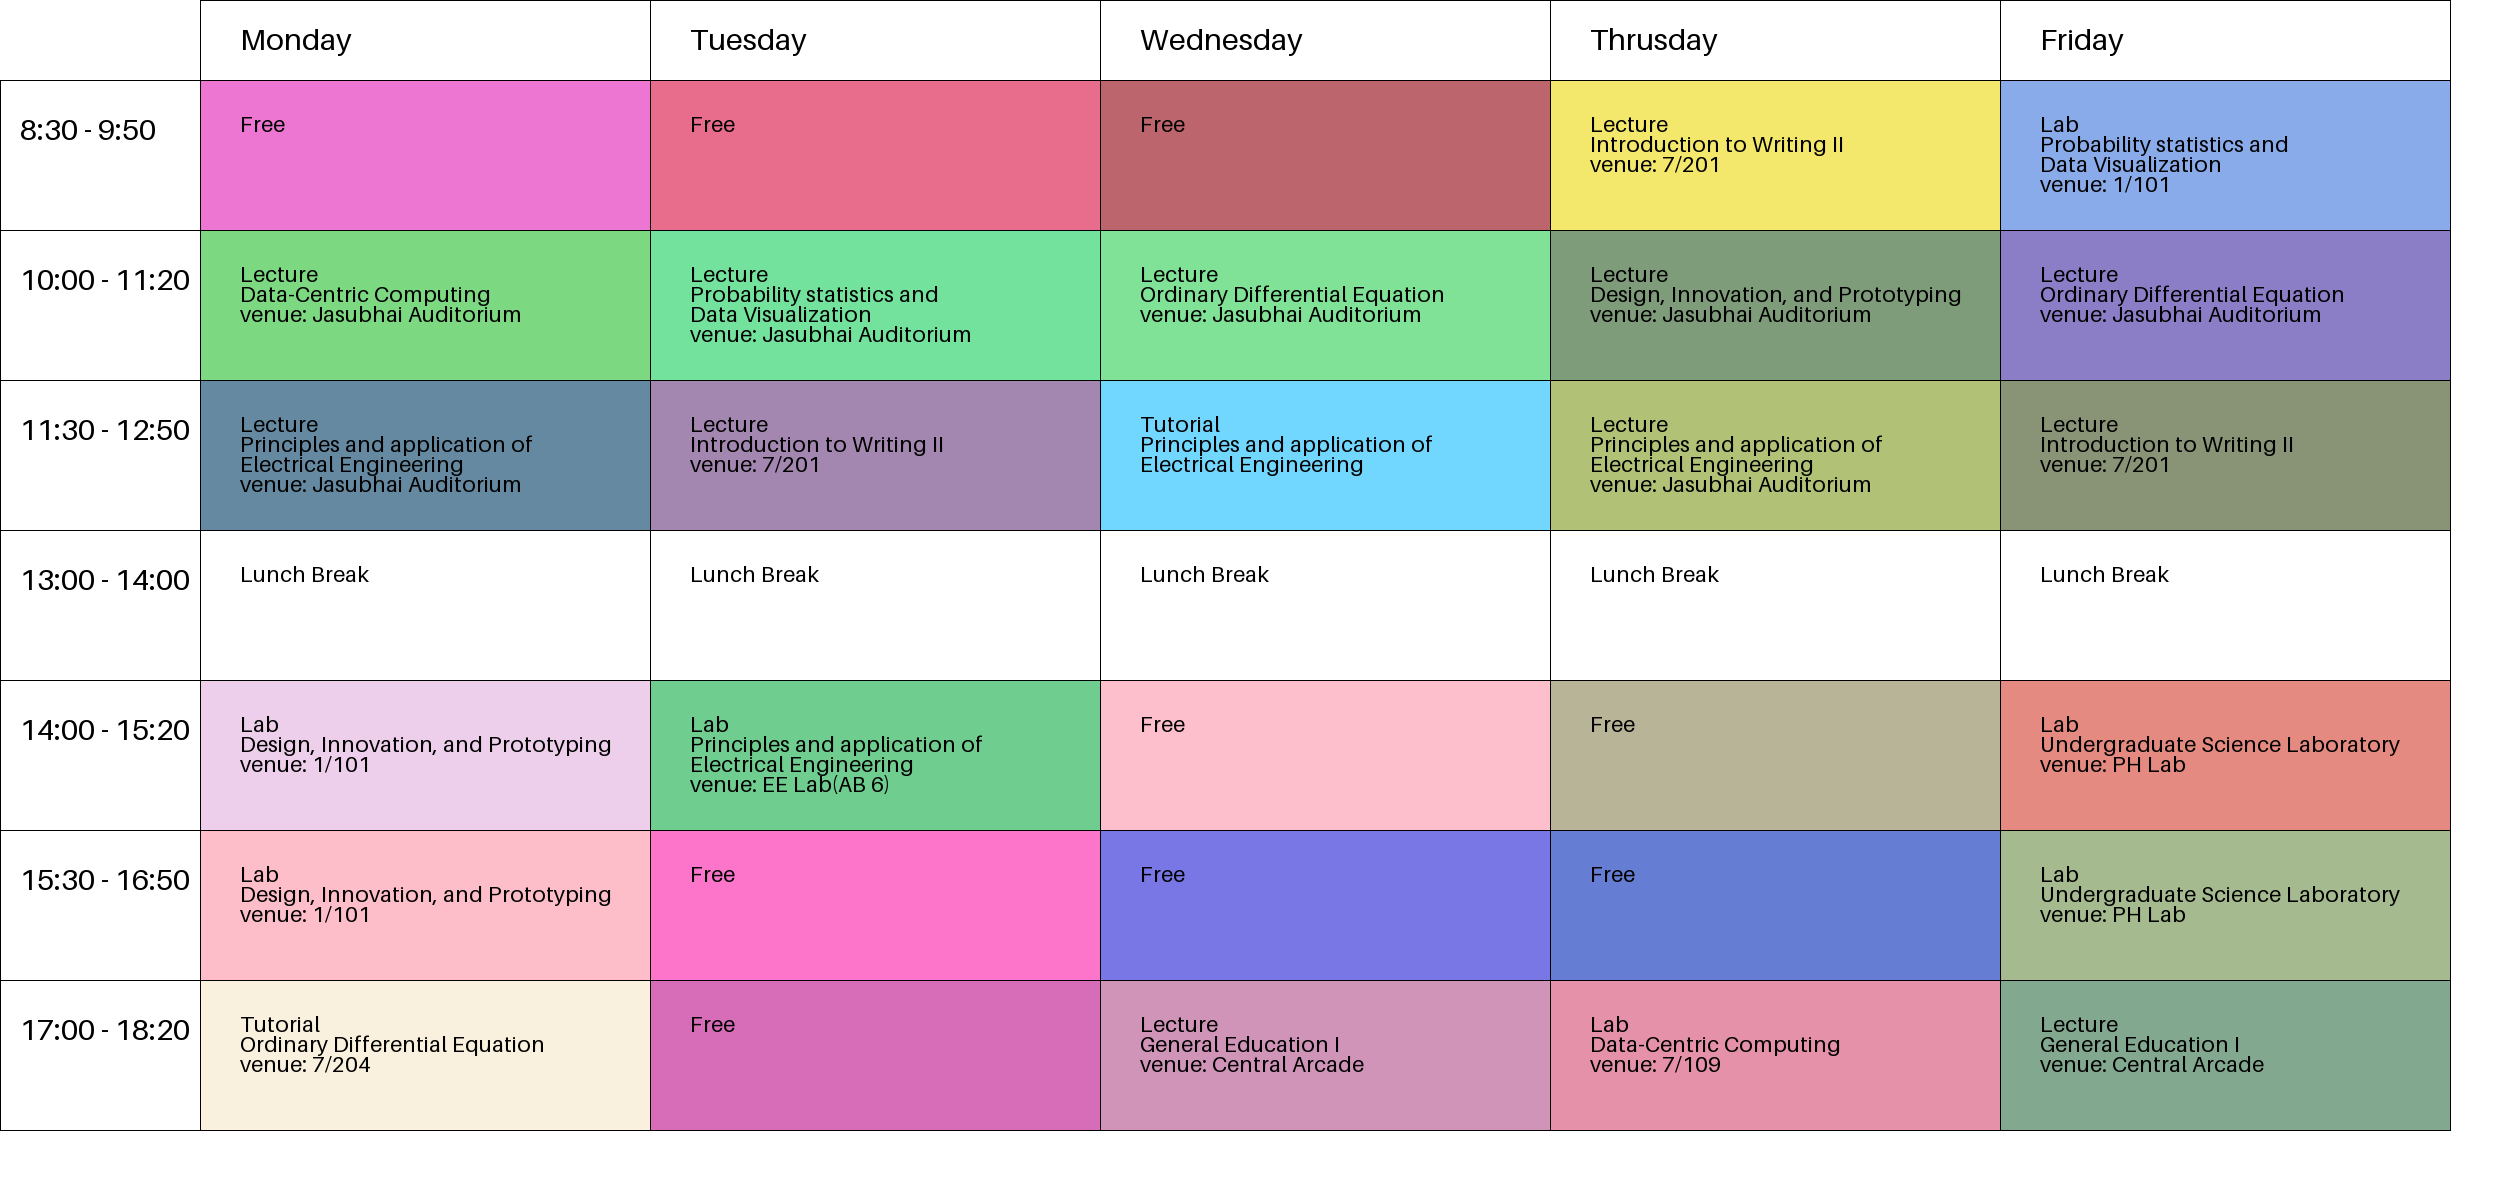 Monday
Tuesday
Wednesday
Thrusday
Friday
8:30 - 9:50
Free
Free
Free
Lecture
Introduction to Writing II
venue: 7/201
Lab
Probability statistics and
Data Visualization
venue: 1/101
10:00 - 11:20
Lecture
Data-Centric Computing
venue: Jasubhai Auditorium
Lecture
Probability statistics and
Data Visualization
venue: Jasubhai Auditorium
Lecture
Ordinary Differential Equation
venue: Jasubhai Auditorium
Lecture
Design, Innovation, and Prototyping
venue: Jasubhai Auditorium
Lecture
Ordinary Differential Equation
venue: Jasubhai Auditorium
11:30 - 12:50
Lecture
Principles and application of
Electrical Engineering
venue: Jasubhai Auditorium
Lecture
Introduction to Writing II
venue: 7/201
Tutorial
Principles and application of
Electrical Engineering
Lecture
Principles and application of
Electrical Engineering
venue: Jasubhai Auditorium
Lecture
Introduction to Writing II
venue: 7/201
13:00 - 14:00
Lunch Break
Lunch Break
Lunch Break
Lunch Break
Lunch Break
14:00 - 15:20
Lab
Design, Innovation, and Prototyping
venue: 1/101
Lab
Principles and application of
Electrical Engineering
venue: EE Lab(AB 6)
Free
Free
Lab
Undergraduate Science Laboratory
venue: PH Lab
15:30 - 16:50
Lab
Design, Innovation, and Prototyping
venue: 1/101
Free
Free
Free
Lab
Undergraduate Science Laboratory
venue: PH Lab
17:00 - 18:20
Tutorial
Ordinary Differential Equation
venue: 7/204
Free
Lecture
General Education I
venue: Central Arcade
Lab
Data-Centric Computing
venue: 7/109
Lecture
General Education I
venue: Central Arcade